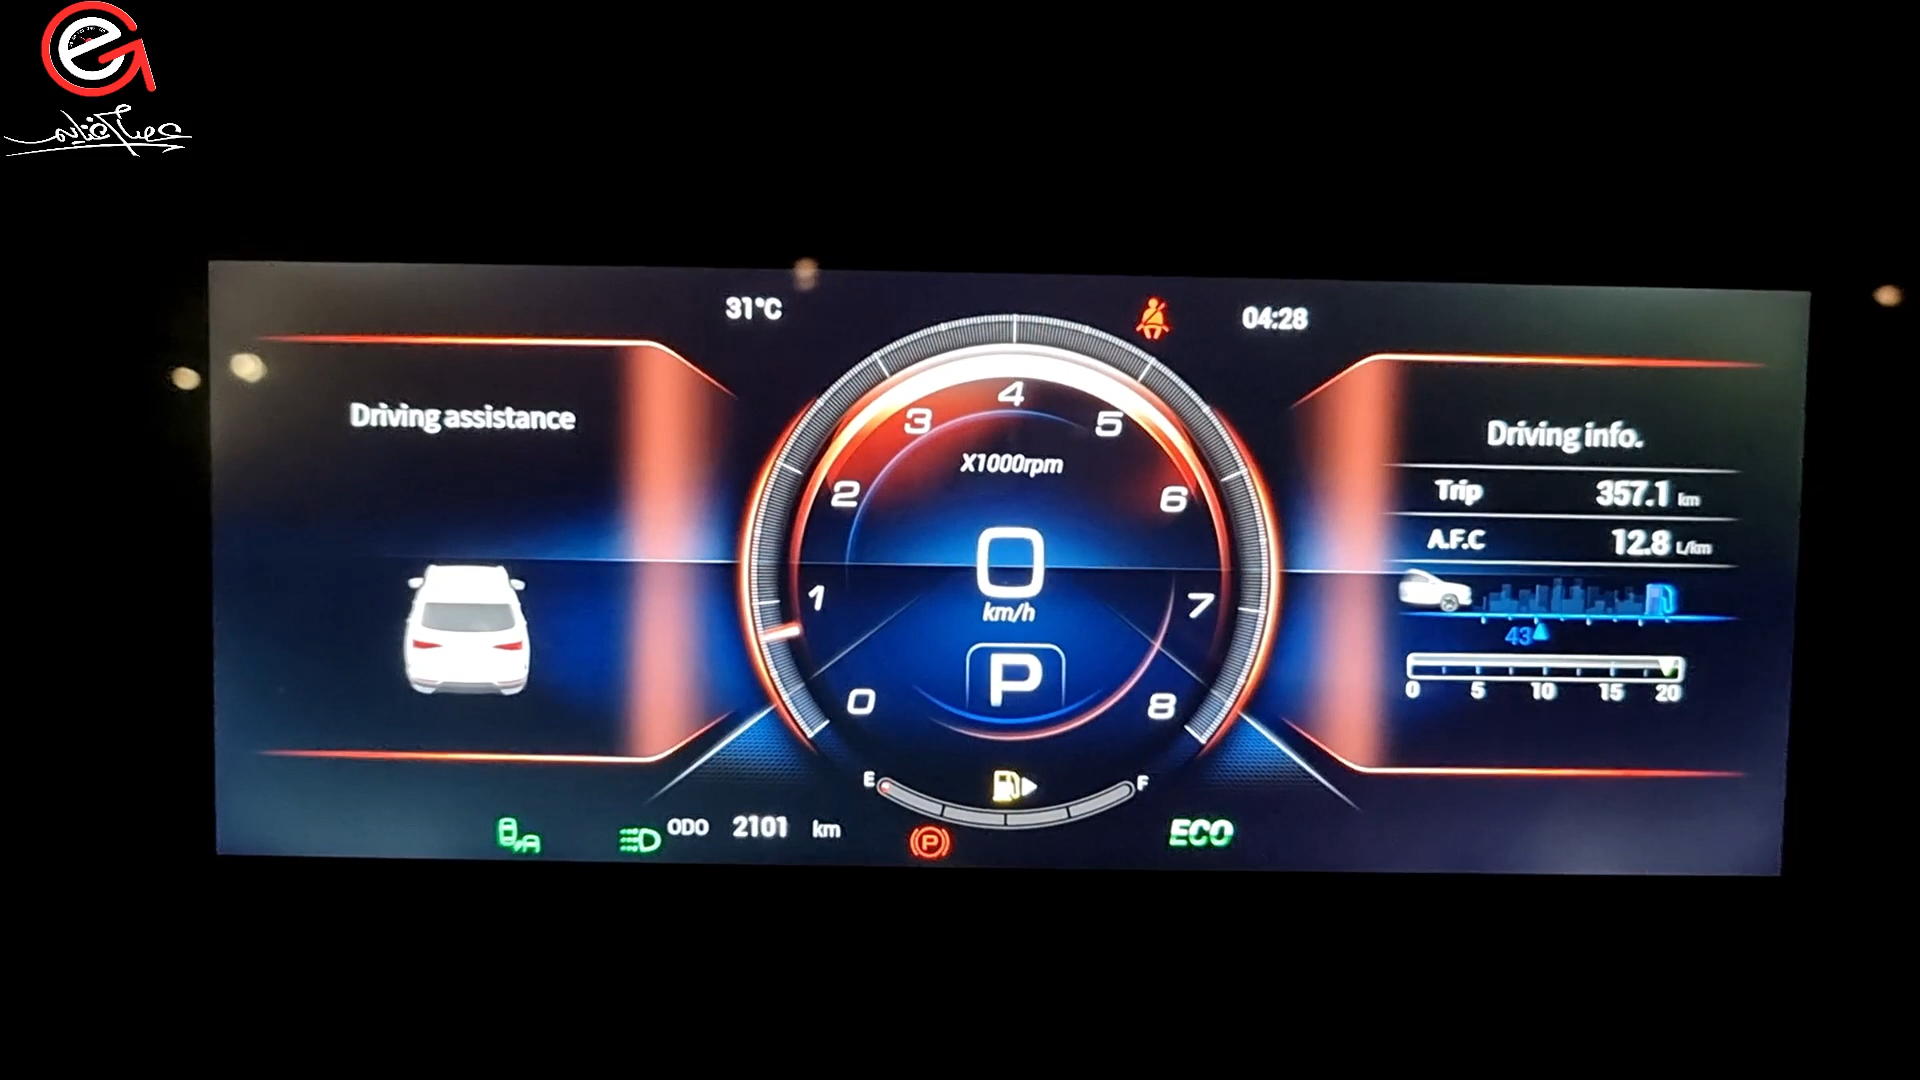 31°C
04:28
Driving assistance
Driving info.
Trip 357.1 km
A.F.C 12.8 L/km
43
0 5 10 15 20
0 1 2 3 4 5 6 7 8
X1000rpm
0
km/h
P
E F
ODO 2101 km
P
ECO